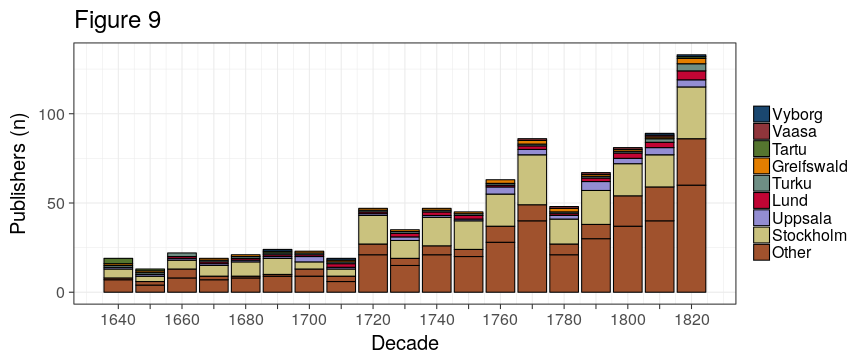 Figure 9
Publishers (n)
100
50
0
1640 1660 1680 1700 1720 1740 1760 1780 1800 1820
Decade
Vyborg
Vaasa
Tartu
Greifswald
Turku
Lund
Uppsala
Stockholm
Other